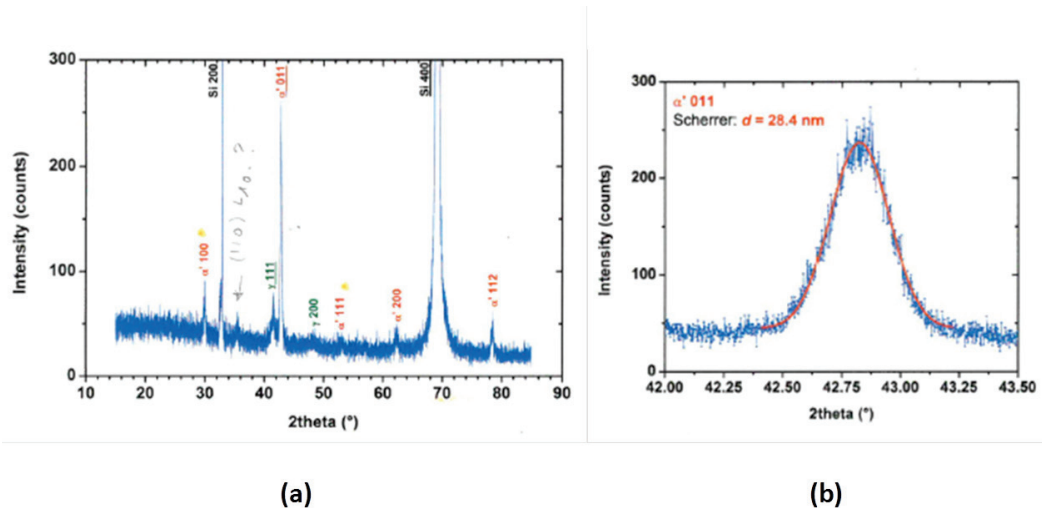 300
200
100
0
10
20
30
40
50
60
70
80
90
Intensity (counts)
2theta (°)
α' 100
Si 200
(110) L10.?
γ 111
α' 011
γ 200
α' 111
α' 200
Si 400
α' 112
(a)
α' 011
Scherrer: d = 28.4 nm
300
200
100
0
42.00
42.25
42.50
42.75
43.00
43.25
43.50
Intensity (counts)
2theta (°)
(b)